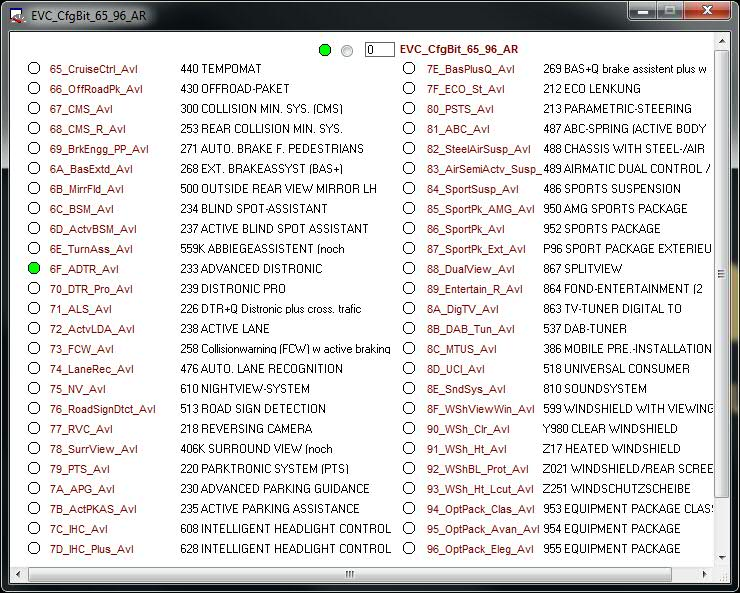 EVC_CfgBit_65_96_AR
0 EVC_CfgBit_65_96_AR
65_CruiseCtrl_Avl 440 TEMPOMAT
66_OffRoadPk_Avl 430 OFFROAD-PAKET
67_CMS_Avl 300 COLLISION MIN. SYS. (CMS)
68_CMS_R_Avl 253 REAR COLLISION MIN. SYS.
69_BrkEngg_PP_Avl 271 AUTO. BRAKE F. PEDESTRIANS
6A_BasExtd_Avl 268 EXT. BRAKEASSYST (BAS+)
6B_MirrFld_Avl 500 OUTSIDE REAR VIEW MIRROR LH
6C_BSM_Avl 234 BLIND SPOT-ASSISTANT
6D_ActvBSM_Avl 237 ACTIVE BLIND SPOT ASSISTANT
6E_TurnAss_Avl 559K ABBIEGEASSISTENT (noch
6F_ADTR_Avl 233 ADVANCED DISTRONIC
70_DTR_Pro_Avl 239 DISTRONIC PRO
71_ALS_Avl 226 DTR+Q Distronic plus cross. trafic
72_ActvLDA_Avl 238 ACTIVE LANE
73_FCW_Avl 258 Collisionwarning (FCW) w active braking
74_LaneRec_Avl 476 AUTO. LANE RECOGNITION
75_NV_Avl 610 NIGHTVIEW-SYSTEM
76_RoadSignDtct_Avl 513 ROAD SIGN DETECTION
77_RVC_Avl 218 REVERSING CAMERA
78_SurrView_Avl 406K SURROUND VIEW (noch
79_PTS_Avl 220 PARKTRONIC SYSTEM (PTS)
7A_APG_Avl 230 ADVANCED PARKING GUIDANCE
7B_ActPKAS_Avl 235 ACTIVE PARKING ASSISTANCE
7C_IHC_Avl 608 INTELLIGENT HEADLIGHT CONTROL
7D_IHC_Plus_Avl 628 INTELLIGENT HEADLIGHT CONTROL
7E_BasPlusQ_Avl 269 BAS+Q brake assistent plus w
7F_ECO_St_Avl 212 ECO LENKUNG
80_PSTS_Avl 213 PARAMETRIC-STEERING
81_ABC_Avl 487 ABC-SPRING (ACTIVE BODY
82_SteelAirSusp_Avl 488 CHASSIS WITH STEEL-/AIR
83_AirSemiActv_Susp_ 489 AIRMATIC DUAL CONTROL /
84_SportSusp_Avl 486 SPORTS SUSPENSION
85_SportPk_AMG_Avl 950 AMG SPORTS PACKAGE
86_SportPk_Avl 952 SPORTS PACKAGE
87_SportPk_Ext_Avl P96 SPORT PACKAGE EXTERIEU
88_DualView_Avl 867 SPLITVIEW
89_Entertain_R_Avl 864 FOND-ENTERTAINMENT (2
8A_DigTV_Avl 863 TV-TUNER DIGITAL TO
8B_DAB_Tun_Avl 537 DAB-TUNER
8C_MTUS_Avl 386 MOBILE PRE.-INSTALLATION
8D_UCI_Avl 518 UNIVERSAL CONSUMER
8E_SndSys_Avl 810 SOUNDSYSTEM
8F_WShViewWin_Avl 599 WINDSHIELD WITH VIEWING
90_WSh_Clr_Avl Y980 CLEAR WINDSHIELD
91_WSh_Ht_Avl Z17 HEATED WINDSHIELD
92_WShBL_Prot_Avl Z021 WINDSHIELD/REAR SCREE
93_WSh_Ht_Lcut_Avl Z251 WINDSCHUTZSCHEIBE
94_OptPack_Clas_Avl 953 EQUIPMENT PACKAGE CLAS
95_OptPack_Avan_Avl 954 EQUIPMENT PACKAGE
96_OptPack_Eleg_Avl 955 EQUIPMENT PACKAGE